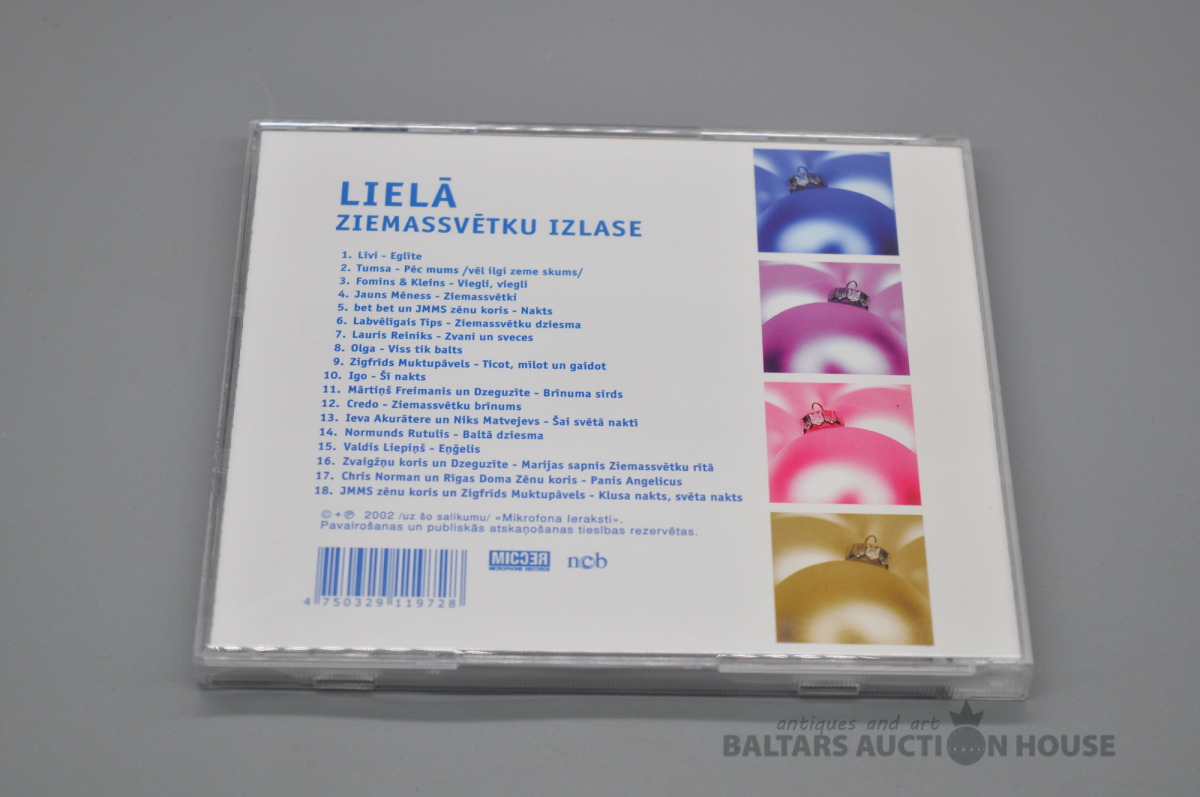 LIELĀ
ZIEMASSVĒTKU IZLASE
1. Līvi - Eglīte
2. Tumsa - Pēc mums /vēl ilgi zeme skums/
3. Fomins & Kleins - Viegli, viegli
4. Jauns Mēness - Ziemassvētki
5. bet bet un JMMS zēnu koris - Nakts
6. Labvēlīgais Tips - Ziemassvētku dziesma
7. Lauris Reiniks - Zvani un sveces
8. Olga - Viss tik balts
9. Zigfrīds Muktupāvels - Ticot, mīlot un gaidot
10. Igo - Šī nakts
11. Mārtiņš Freimanis un Dzeguzīte - Brīnuma sirds
12. Credo - Ziemassvētku brīnums
13. Ieva Akurātere un Niks Matvejevs - Šai svētā naktī
14. Normunds Rutulis - Baltā dziesma
15. Valdis Liepiņš - Eņģelis
16. Zvaigžņu koris un Dzeguzīte - Marijas sapnis Ziemassvētku rītā
17. Chris Norman un Rīgas Doma Zēnu koris - Panis Angelicus
18. JMMS zēnu koris un Zigfrīds Muktupāvels - Klusa nakts, svēta nakts
©+℗ 2002 /uz šo salikumu/ «Mikrofona Ieraksti».
Pavairošanas un publiskās atskaņošanas tiesības rezervētas.
MICREC ncb
MICROPHONE RECORDS
4 750329 119728
antiques and art
BALTARS AUCTION HOUSE